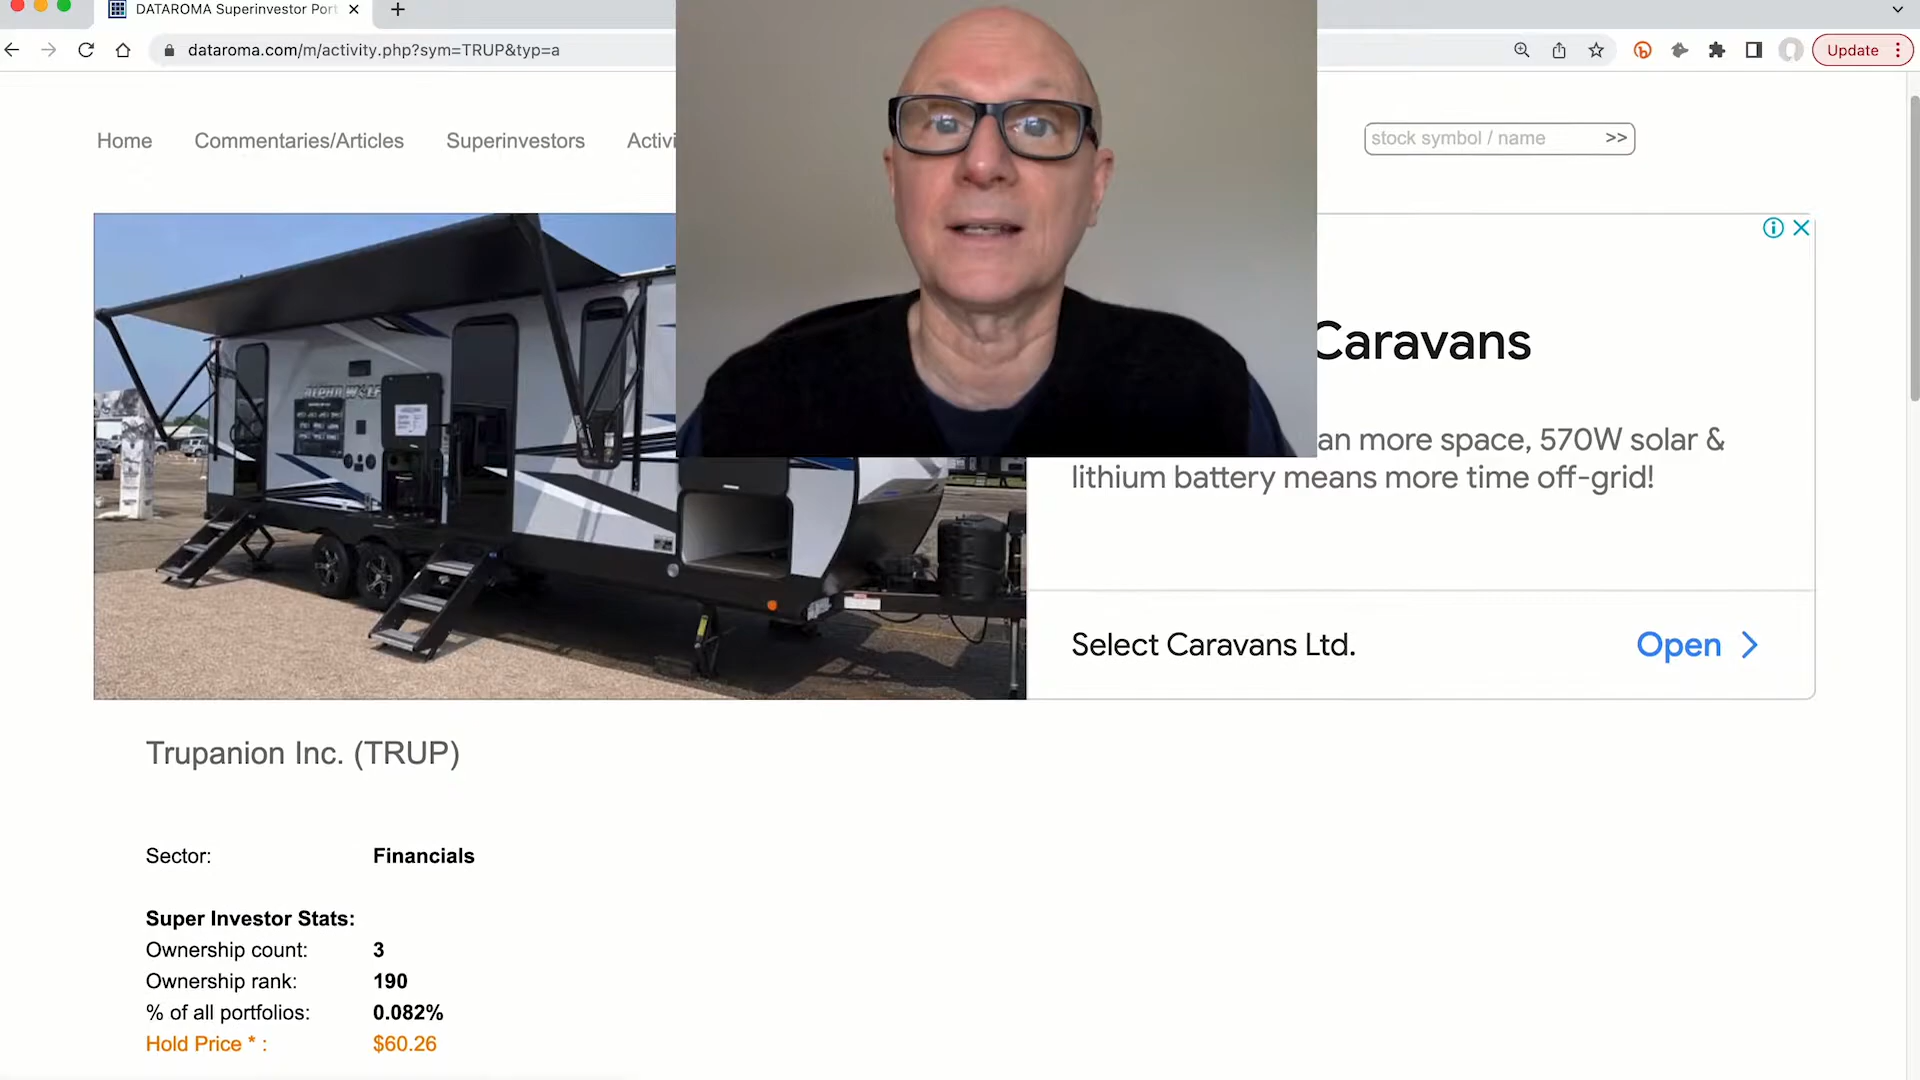 DATAROMA Superinvestor Port
dataroma.com/m/activity.php?sym=TRUP&typ=a
Update
Home
Commentaries/Articles
Superinvestors
Activi
stock symbol / name
>>
ALPHA WOLF
Caravans
an more space, 570W solar &
lithium battery means more time off-grid!
Select Caravans Ltd.
Open
Trupanion Inc. (TRUP)
Sector: Financials
Super Investor Stats:
Ownership count: 3
Ownership rank: 190
% of all portfolios: 0.082%
Hold Price * : $60.26